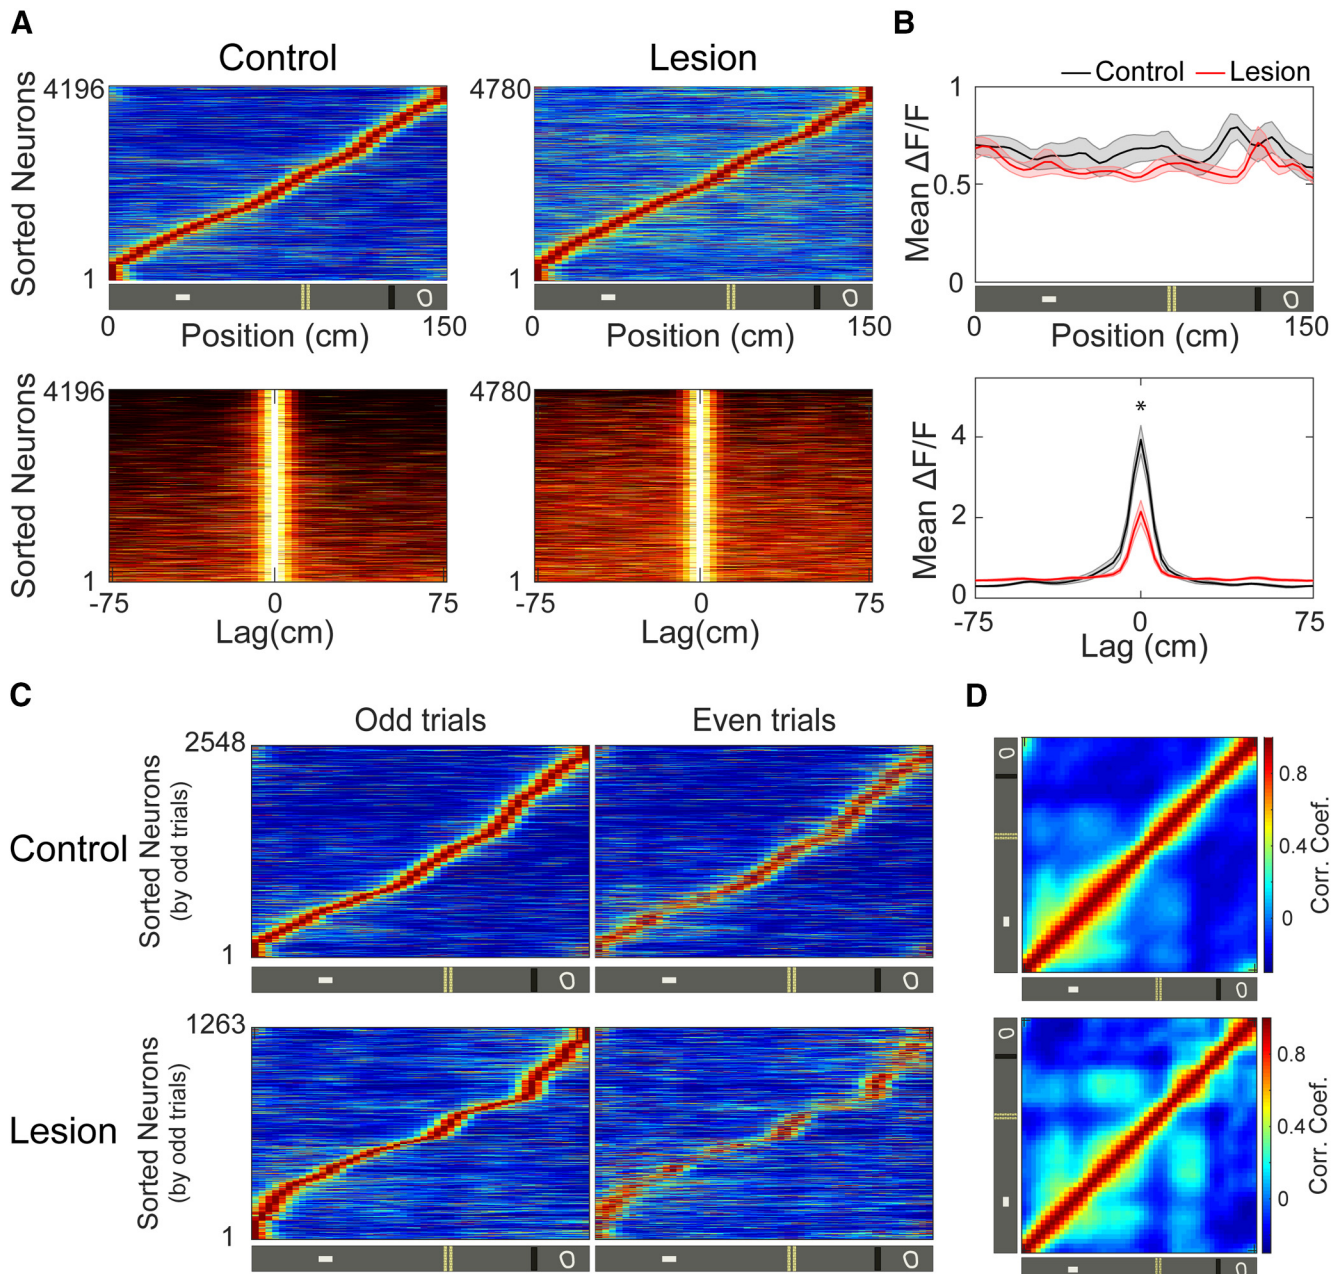 A
B
Control
Lesion
Control Lesion
4196
4780
1
Sorted Neurons
Mean ΔF/F
0.5
1
1
0
0
Position (cm)
150
0
Position (cm)
150
0
Position (cm)
150
4196
4780
*
Sorted Neurons
Mean ΔF/F
4
2
1
1
0
-75
0
75
-75
0
75
-75
0
75
Lag(cm)
Lag(cm)
Lag (cm)
C
D
Odd trials
Even trials
2548
Control
Sorted Neurons
(by odd trials)
1
0.8
0.4
0
Corr. Coef.
1263
Lesion
Sorted Neurons
(by odd trials)
1
0.8
0.4
0
Corr. Coef.